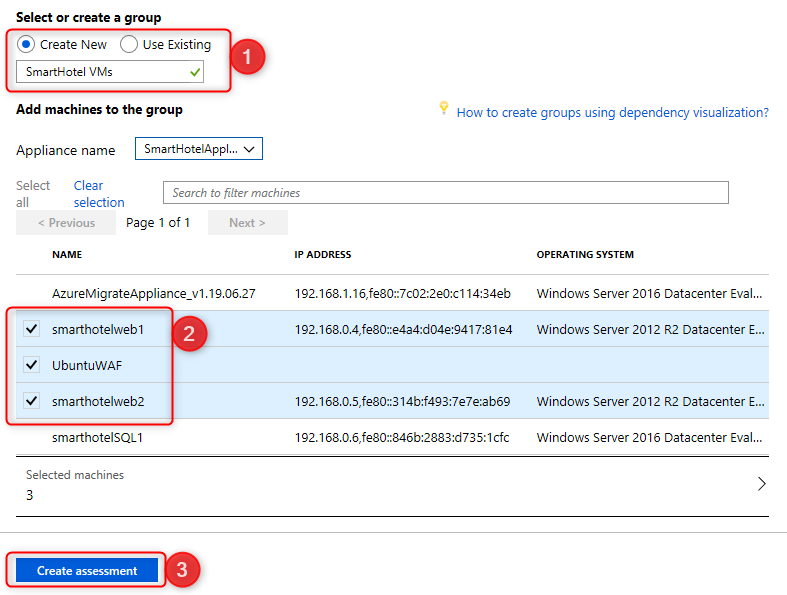 Select or create a group
Create New Use Existing
1
SmartHotel VMs
Add machines to the group
How to create groups using dependency visualization?
Appliance name SmartHotelAppl...
Select all Clear selection Search to filter machines
< Previous Page 1 of 1 Next >
NAME IP ADDRESS OPERATING SYSTEM
AzureMigrateAppliance_v1.19.06.27 192.168.1.16,fe80::7c02:2e0:c114:34eb Windows Server 2016 Datacenter Eval...
smarthotelweb1 2 192.168.0.4,fe80::e4a4:d04e:9417:81e4 Windows Server 2012 R2 Datacenter E...
UbuntuWAF
smarthotelweb2 192.168.0.5,fe80::314b:f493:7e7e:ab69 Windows Server 2012 R2 Datacenter E...
smarthotelSQL1 192.168.0.6,fe80::846b:2883:d735:1cfc Windows Server 2016 Datacenter Eval...
Selected machines
3
Create assessment 3